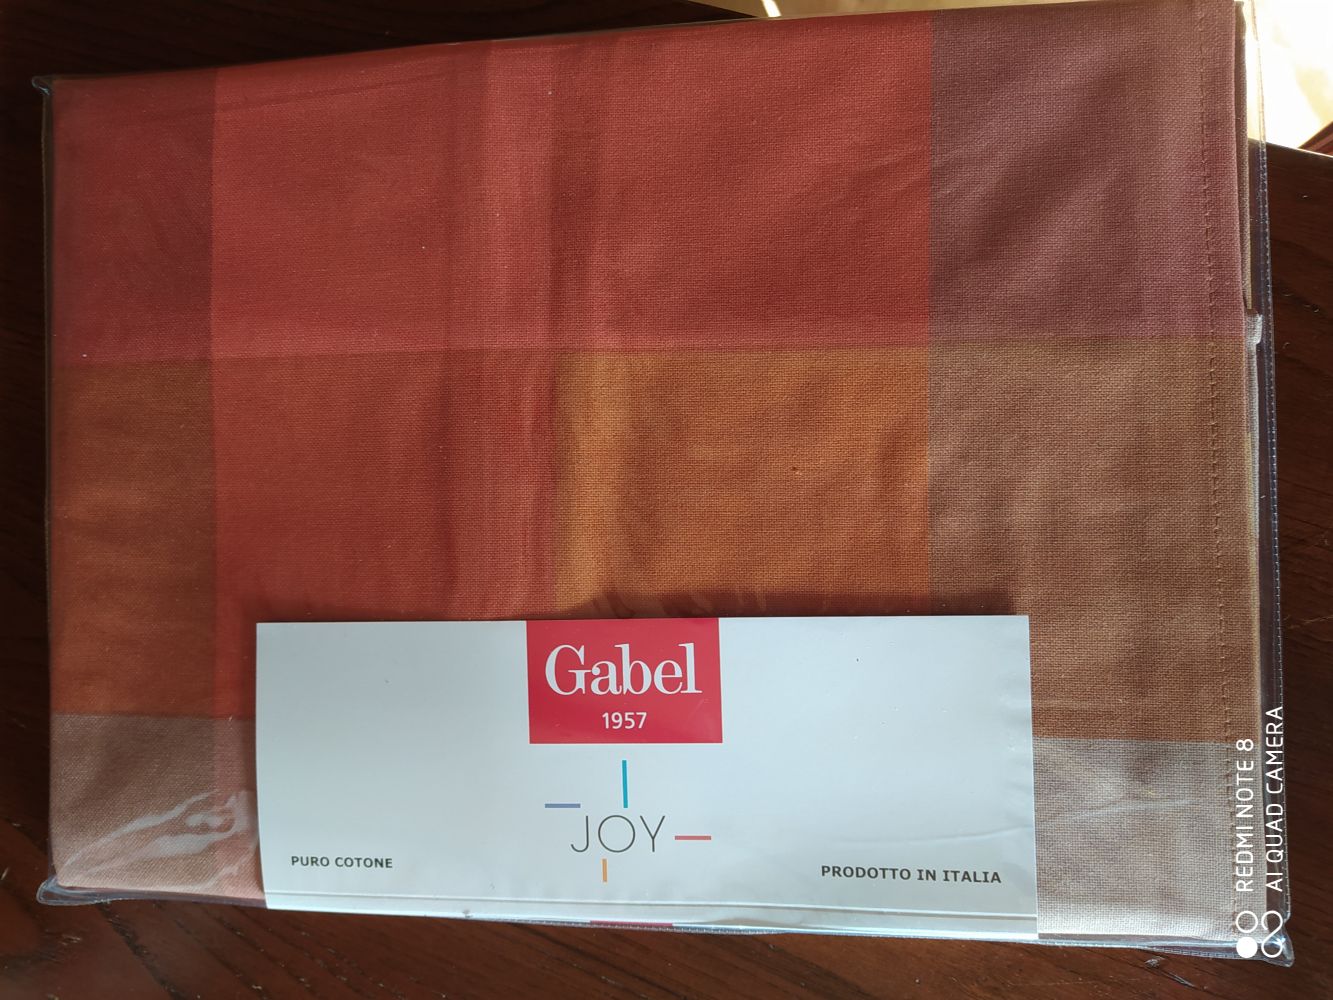 Gabel
1957
JOY
PURO COTONE
PRODOTTO IN ITALIA
REDMI NOTE 8
AI QUAD CAMERA